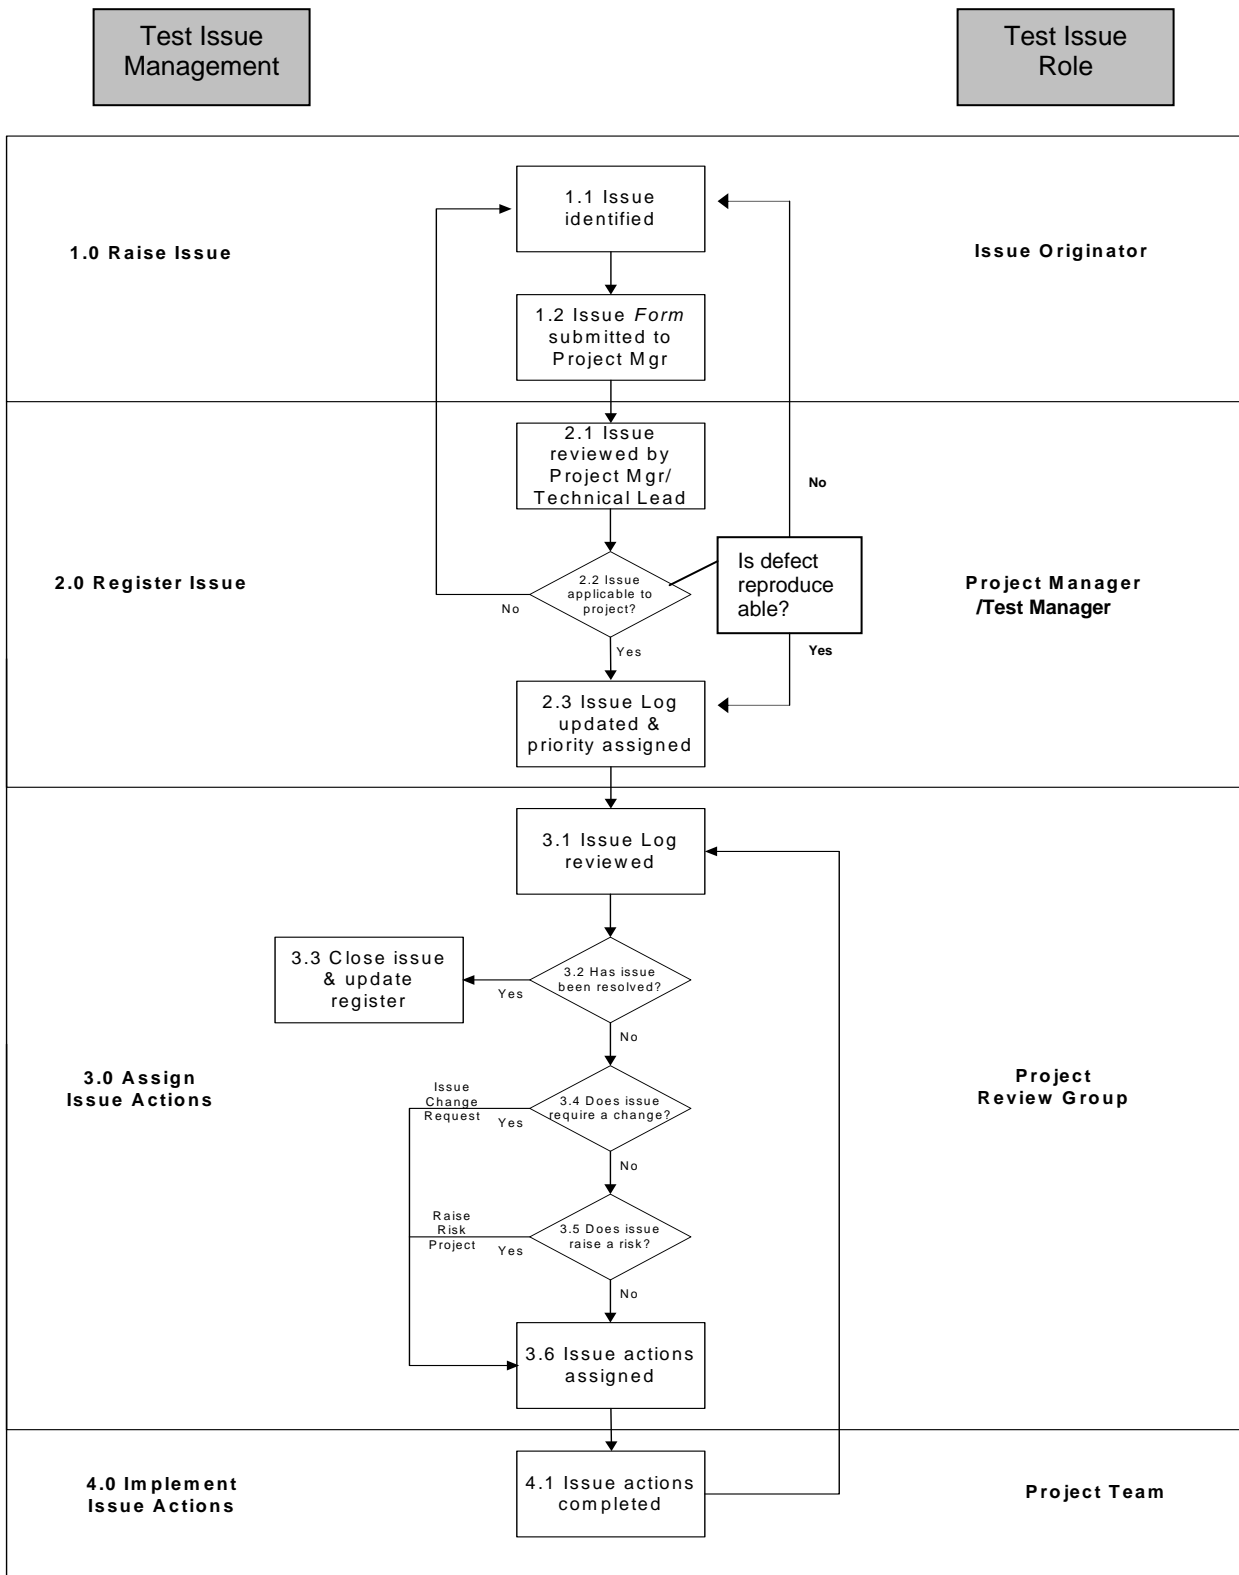 Test Issue
Management
Test Issue
Role
1.0 Raise Issue
1.1 Issue
identified
Issue Originator
1.2 Issue Form
submitted to
Project Mgr
2.1 Issue
reviewed by
Project Mgr/
Technical Lead
No
2.0 Register Issue
2.2 Issue
applicable to
project?
No
Is defect
reproduce
able?
Project Manager
/Test Manager
Yes
Yes
2.3 Issue Log
updated &
priority assigned
3.1 Issue Log
reviewed
3.3 Close issue
& update
register
Yes
3.2 Has issue
been resolved?
No
3.0 Assign
Issue Actions
Issue
Change
Request
Yes
3.4 Does issue
require a change?
Project
Review Group
No
Raise
Risk
Project
Yes
3.5 Does issue
raise a risk?
No
3.6 Issue actions
assigned
4.0 Implement
Issue Actions
4.1 Issue actions
completed
Project Team